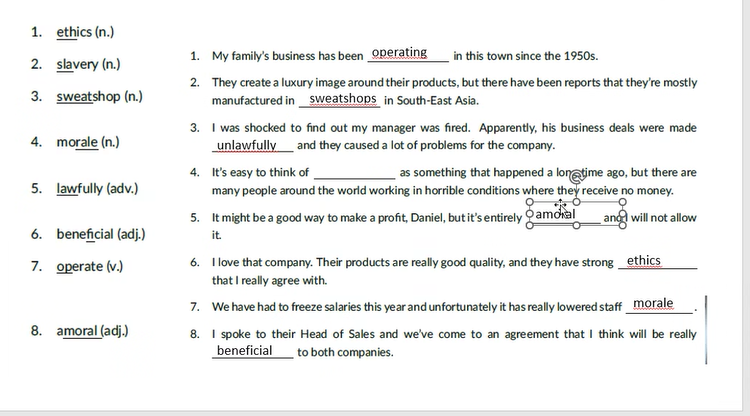 1. ethics (n.)
2. slavery (n.)
3. sweatshop (n.)
4. morale (n.)
5. lawfully (adv.)
6. beneficial (adj.)
7. operate (v.)
8. amoral (adj.)
1. My family's business has been operating in this town since the 1950s.
2. They create a luxury image around their products, but there have been reports that they're mostly
manufactured in sweatshops in South-East Asia.
3. I was shocked to find out my manager was fired. Apparently, his business deals were made
unlawfully and they caused a lot of problems for the company.
4. It's easy to think of ____________ as something that happened a long time ago, but there are
many people around the world working in horrible conditions where they receive no money.
5. It might be a good way to make a profit, Daniel, but it's entirely amoral and I will not allow
it.
6. I love that company. Their products are really good quality, and they have strong ethics
that I really agree with.
7. We have had to freeze salaries this year and unfortunately it has really lowered staff morale.
8. I spoke to their Head of Sales and we've come to an agreement that I think will be really
beneficial to both companies.